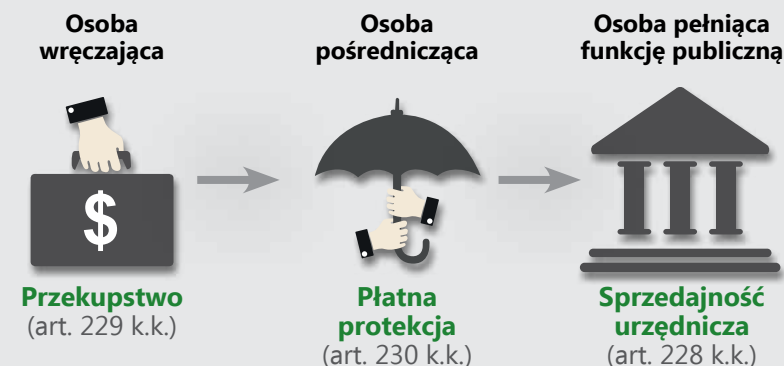 Osoba
wręczająca
Osoba
pośrednicząca
Osoba pełniąca
funkcję publiczną
$
Przekupstwo
(art. 229 k.k.)
Płatna
protekcja
(art. 230 k.k.)
Sprzedajność
urzędnicza
(art. 228 k.k.)